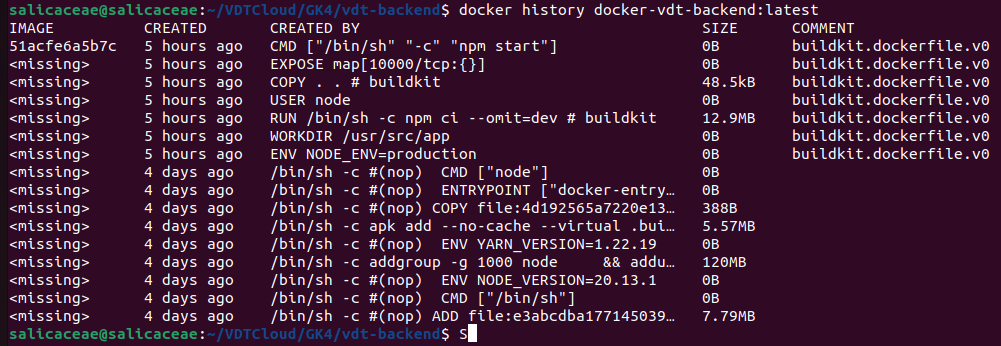 salicaceae@salicaceae:~/VDTCloud/GK4/vdt-backend$ docker history docker-vdt-backend:latest
IMAGE CREATED CREATED BY SIZE COMMENT
51acfe6a5b7c 5 hours ago CMD ["/bin/sh" "-c" "npm start"] 0B buildkit.dockerfile.v0
<missing> 5 hours ago EXPOSE map[10000/tcp:{}] 0B buildkit.dockerfile.v0
<missing> 5 hours ago COPY . . # buildkit 48.5kB buildkit.dockerfile.v0
<missing> 5 hours ago USER node 0B buildkit.dockerfile.v0
<missing> 5 hours ago RUN /bin/sh -c npm ci --omit=dev # buildkit 12.9MB buildkit.dockerfile.v0
<missing> 5 hours ago WORKDIR /usr/src/app 0B buildkit.dockerfile.v0
<missing> 5 hours ago ENV NODE_ENV=production 0B buildkit.dockerfile.v0
<missing> 4 days ago /bin/sh -c #(nop)  CMD ["node"] 0B
<missing> 4 days ago /bin/sh -c #(nop)  ENTRYPOINT ["docker-entry… 0B
<missing> 4 days ago /bin/sh -c #(nop) COPY file:4d192565a7220e13… 388B
<missing> 4 days ago /bin/sh -c apk add --no-cache --virtual .bui… 5.57MB
<missing> 4 days ago /bin/sh -c #(nop)  ENV YARN_VERSION=1.22.19 0B
<missing> 4 days ago /bin/sh -c addgroup -g 1000 node     && addu… 120MB
<missing> 4 days ago /bin/sh -c #(nop)  ENV NODE_VERSION=20.13.1 0B
<missing> 4 days ago /bin/sh -c #(nop)  CMD ["/bin/sh"] 0B
<missing> 4 days ago /bin/sh -c #(nop) ADD file:e3abcdba177145039… 7.79MB
salicaceae@salicaceae:~/VDTCloud/GK4/vdt-backend$ S